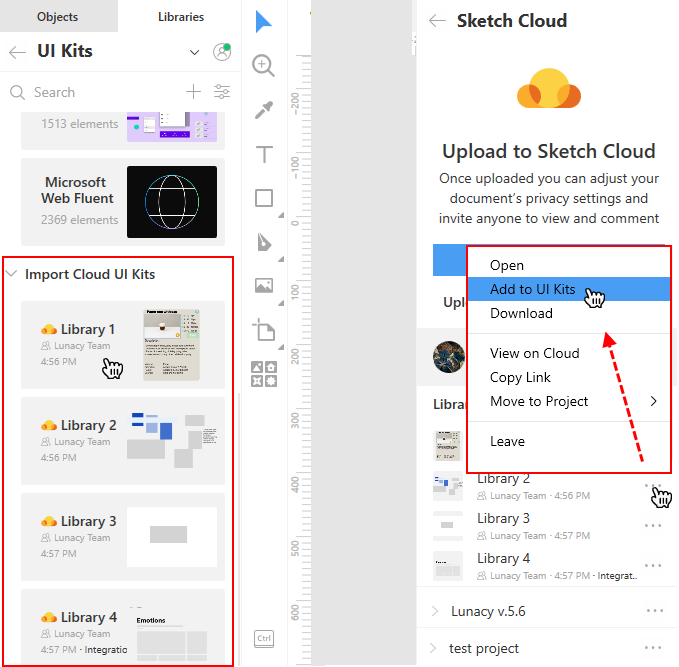 Objects
Libraries
UI Kits
Search
1513 elements
Microsoft
Web Fluent
2369 elements
Import Cloud UI Kits
Library 1
Lunacy Team
4:56 PM
Library 2
Lunacy Team
4:56 PM
Library 3
Lunacy Team
4:57 PM
Library 4
Lunacy Team
4:57 PM · Integratio
Emotions
-200
-100
0
100
200
300
400
500
600
Ctrl
Sketch Cloud
Upload to Sketch Cloud
Once uploaded you can adjust your
document's privacy settings and
invite anyone to view and comment
Uplo
Open
Add to UI Kits
Download
View on Cloud
Copy Link
Move to Project
Leave
Librar
Library 2
Lunacy Team · 4:56 PM
Library 3
Lunacy Team · 4:57 PM
Library 4
Lunacy Team · 4:57 PM · Integrat..
Lunacy v.5.6
test project